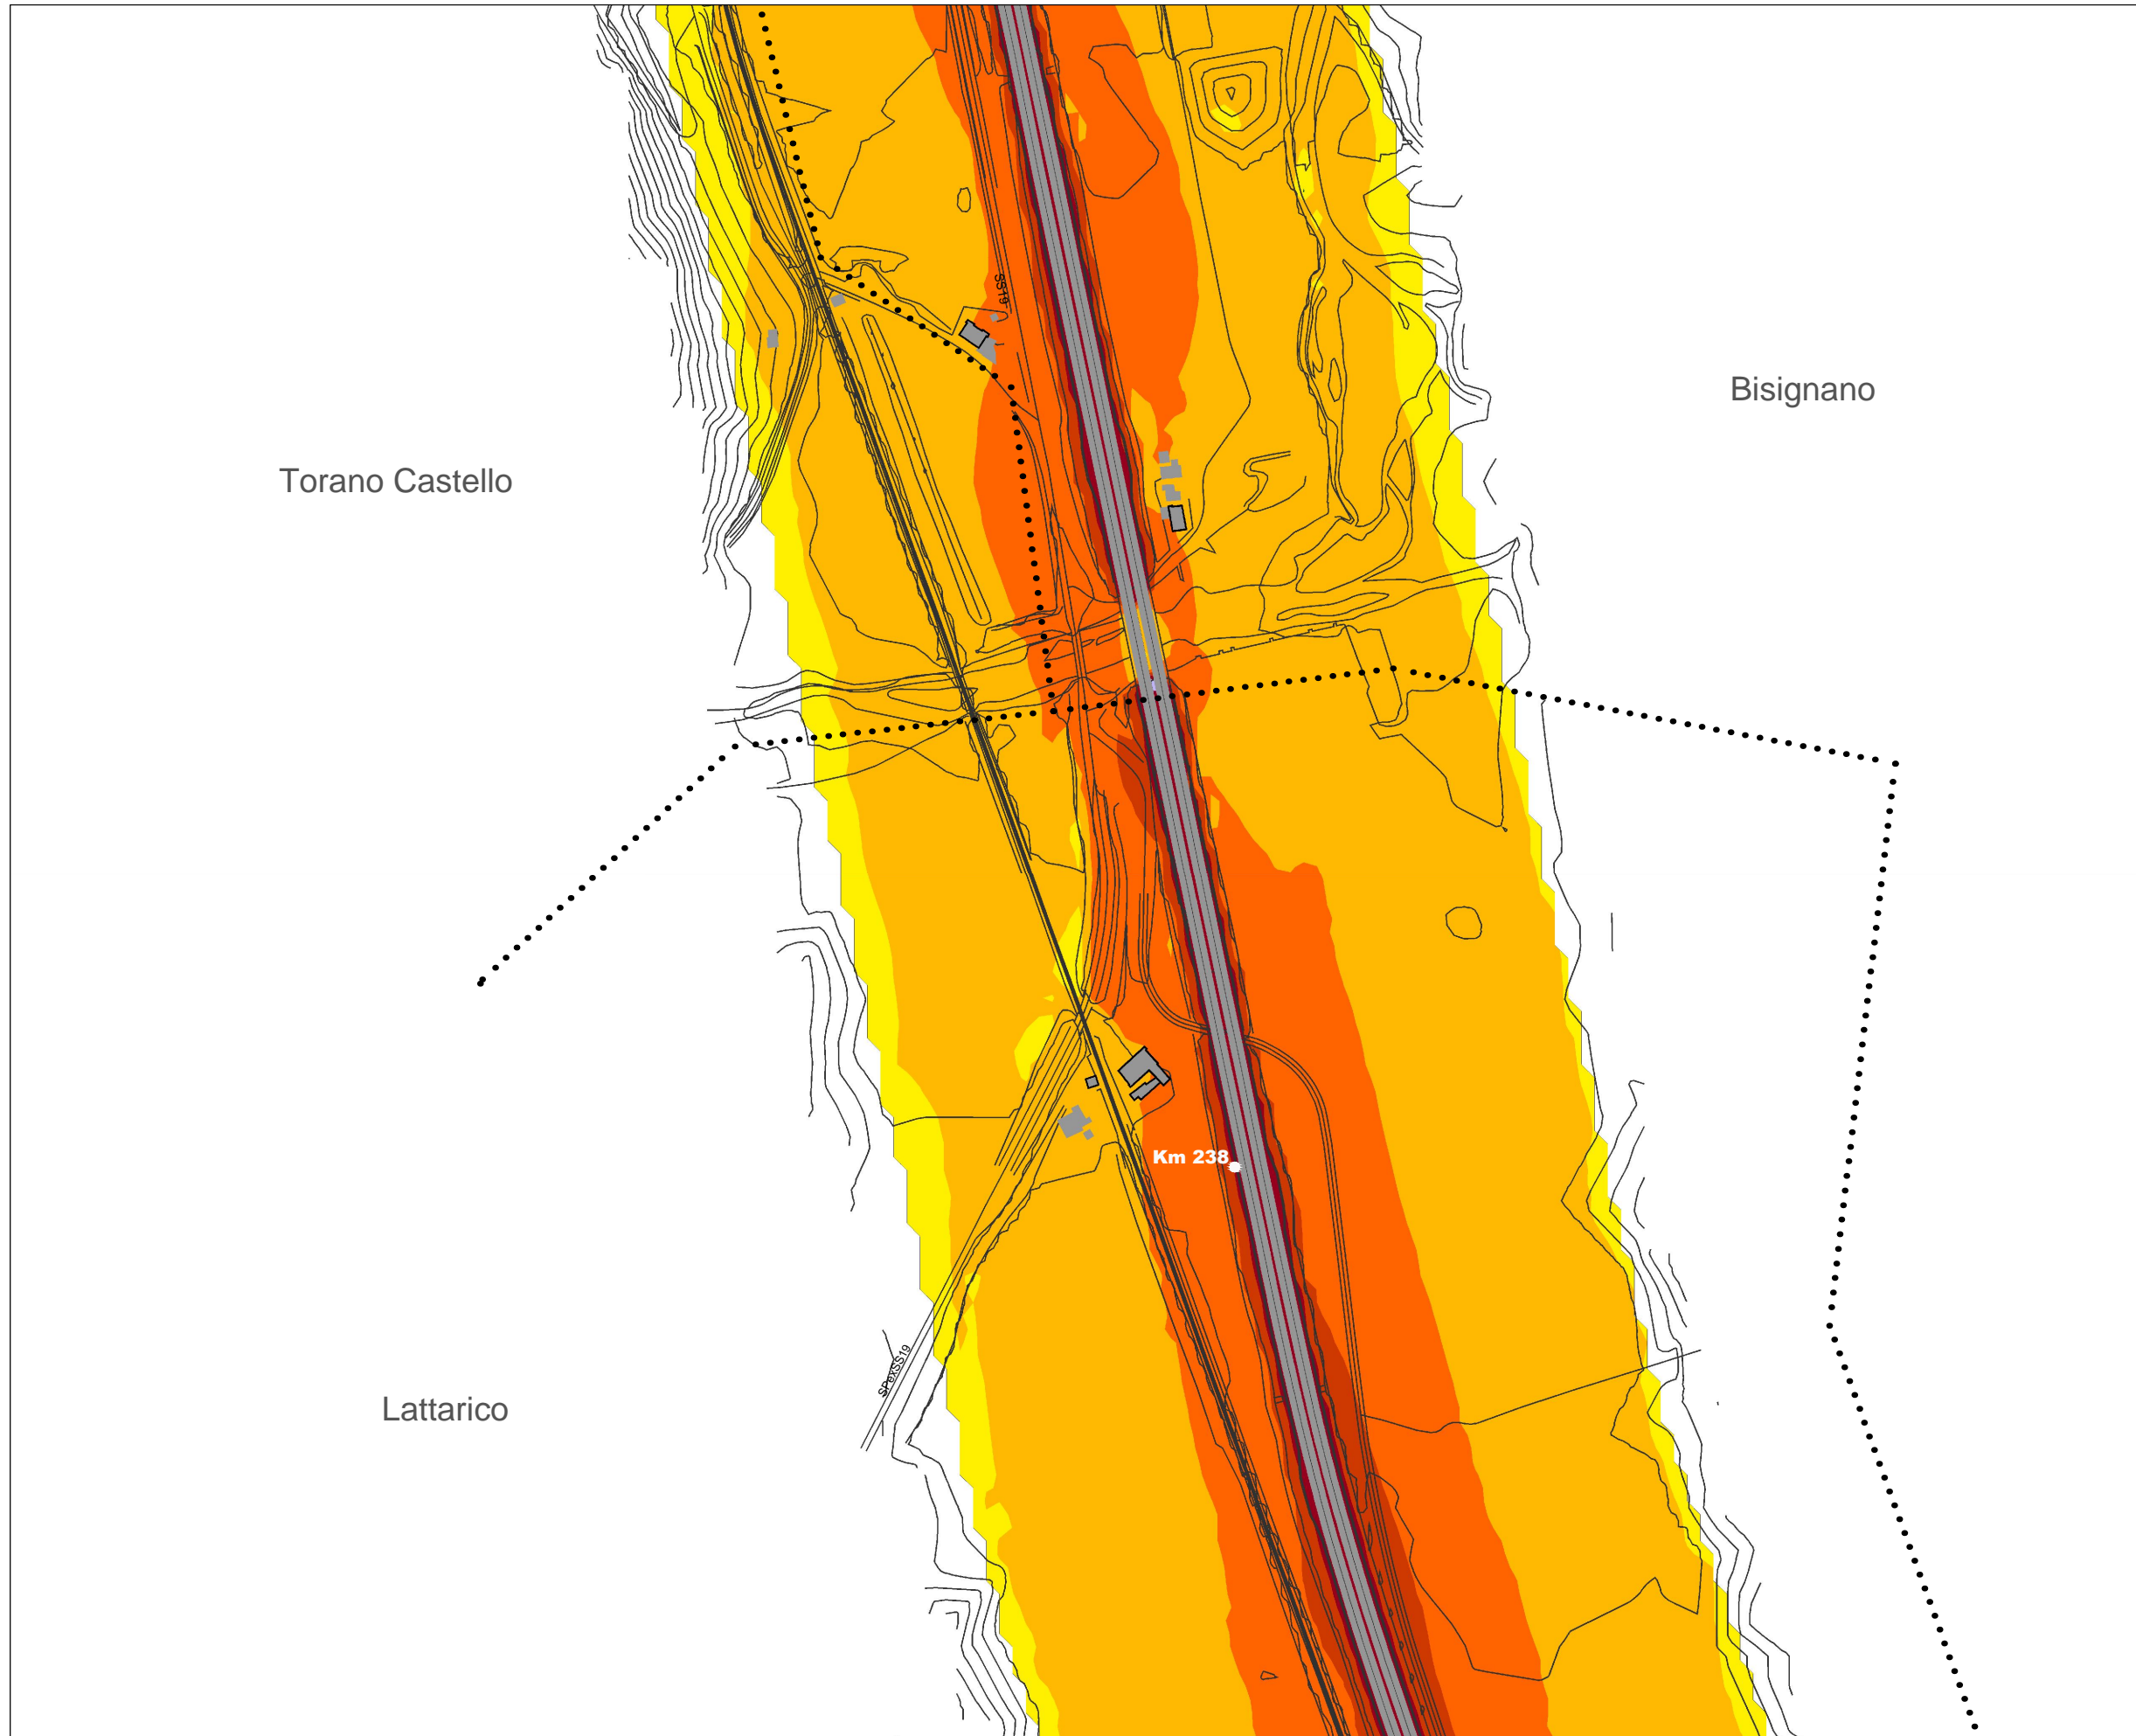 SS19
Bisignano
Torano Castello
Km 238
SPexSS19
Lattarico